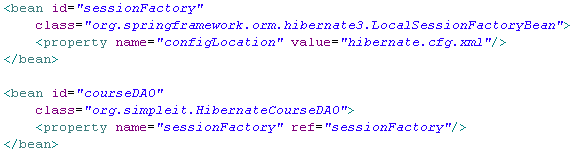 <bean id="sessionFactory"
class="org.springframework.orm.hibernate3.LocalSessionFactoryBean">
<property name="configLocation" value="hibernate.cfg.xml"/>
</bean>
<bean id="courseDAO"
class="org.simpleit.HibernateCourseDAO">
<property name="sessionFactory" ref="sessionFactory"/>
</bean>